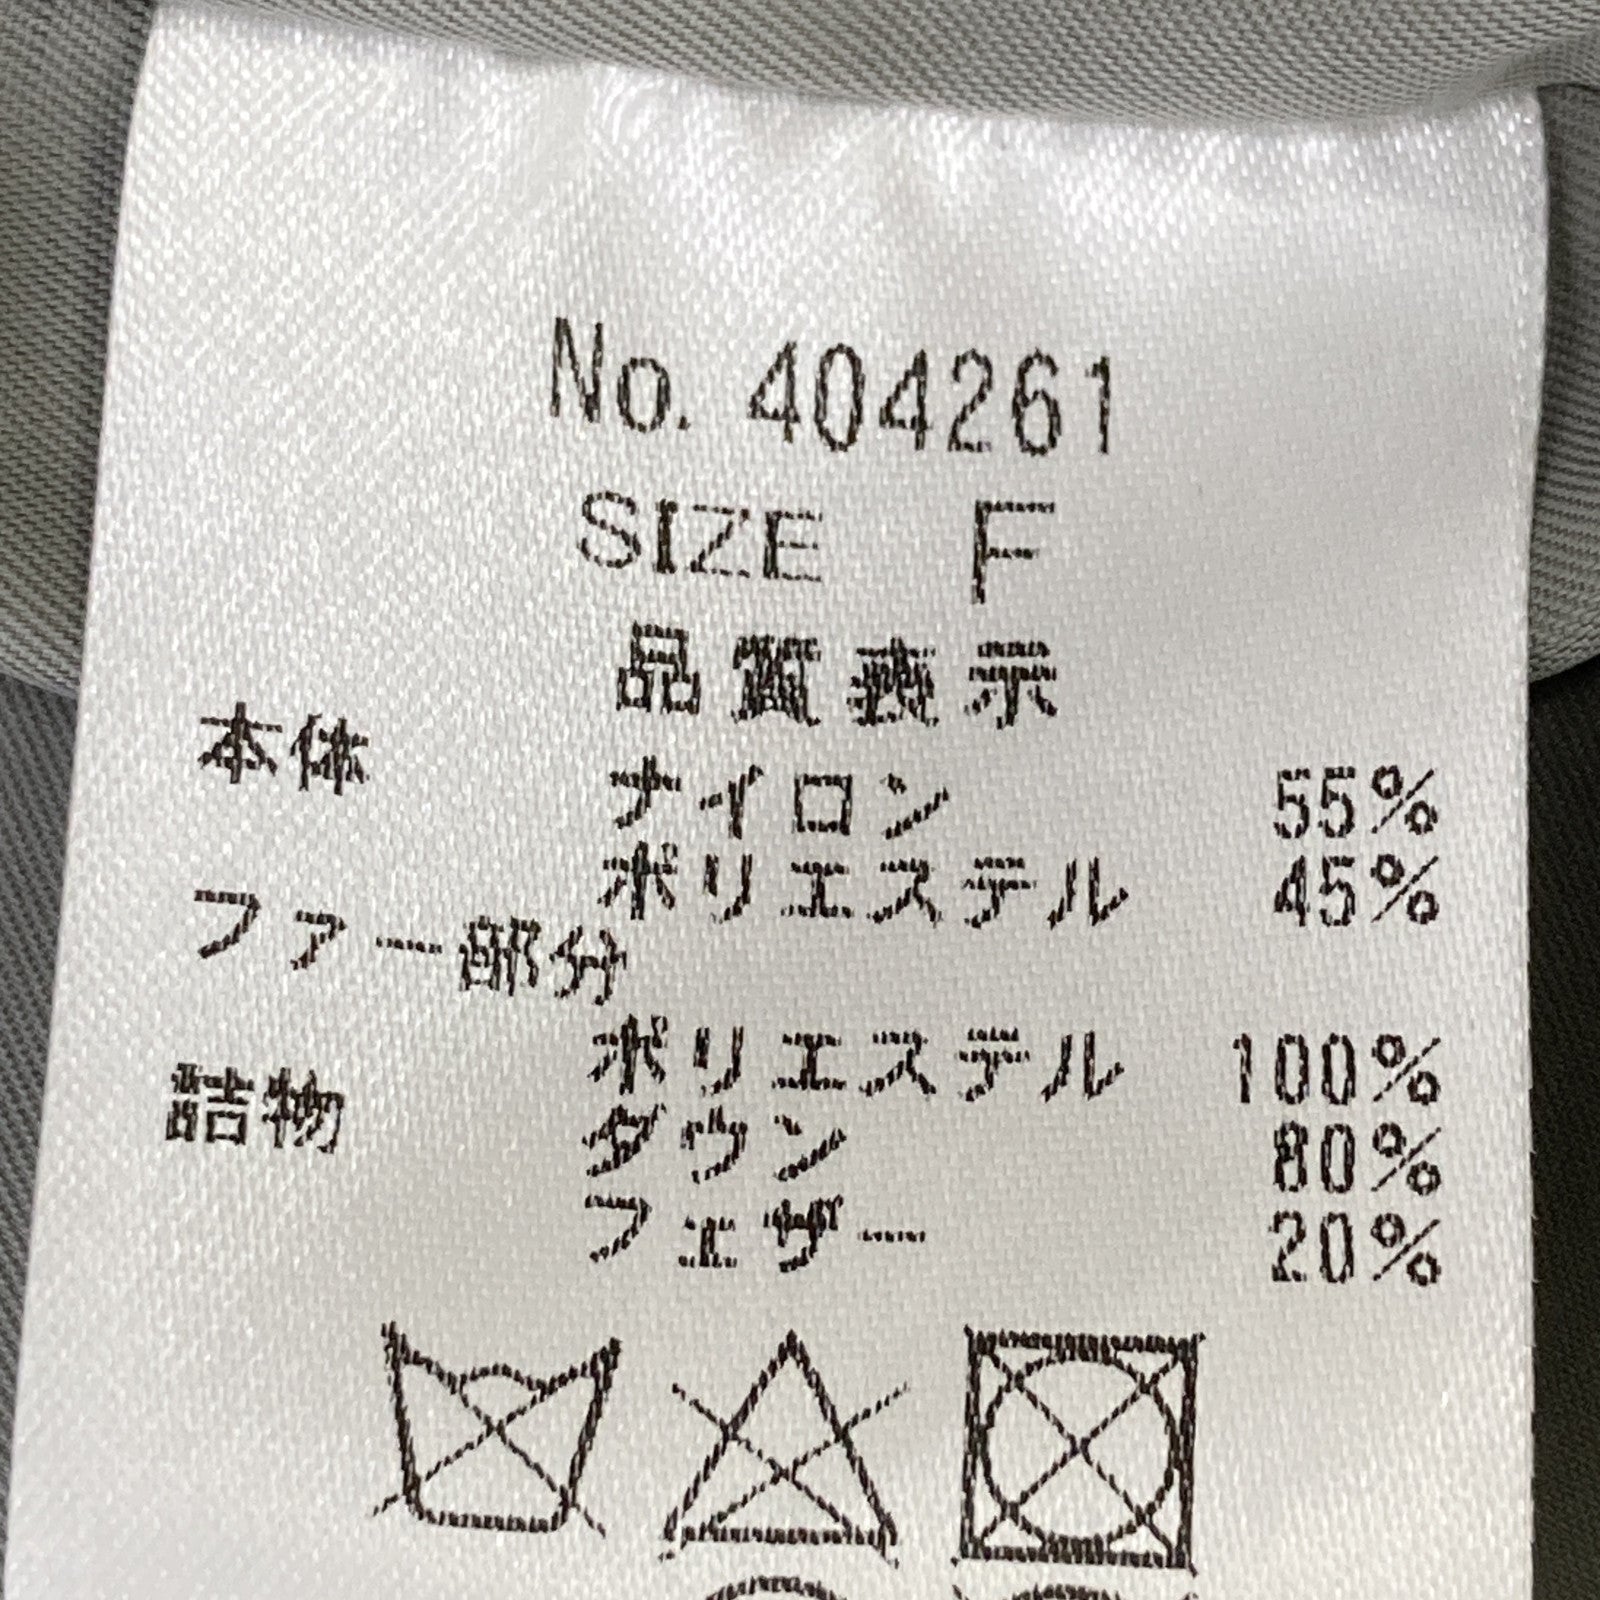 No. 404261
SIZE F
品質表示
本体
ナイロン 55%
ポリエステル 45%
ファー部分
ポリエステル 100%
詰物
ダウン 80%
フェザー 20%